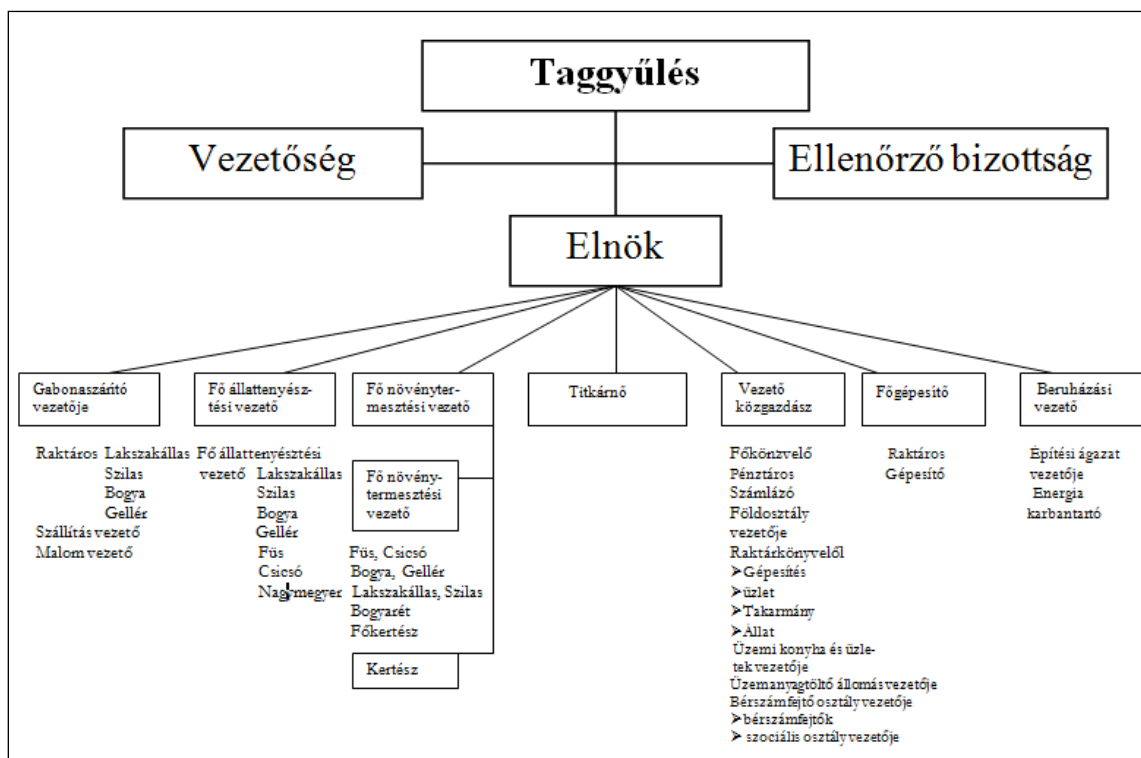 Taggyűlés
Vezetőség
Ellenőrző bizottság
Elnök
Gabonaszárító
vezetője
Fő állattenyész-
tési vezető
Fő növényter-
mesztési vezető
Titkárnő
Vezető
közgazdász
Főgépesítő
Beruházási
vezető
Raktáros Lakszakállas
Szilas
Bogya
Gellér
Szállítás vezető
Malom vezető
Fő állattenyésztési
vezető Lakszakállas
Szilas
Bogya
Gellér
Füs
Csicsó
Nagymegyer
Fő növény-
termesztési
vezető
Füs, Csicsó
Bogya, Gellér
Lakszakállas, Szilas
Bogyarét
Főkertész
Kertész
Főkönzvelő
Pénztáros
Számlázó
Földosztály
vezetője
Raktárkönyvelől
➤Gépesítés
➤üzlet
➤Takarmány
➤Állat
Üzemi konyha és üzle-
tek vezetője
Üzemanyagtöltő állomás vezetője
Bérszámfejtő osztály vezetője
➤bérszámfejtők
➤ szociális osztály vezetője
Raktáros
Gépesítő
Építési ágazat
vezetője
Energia
karbantartó